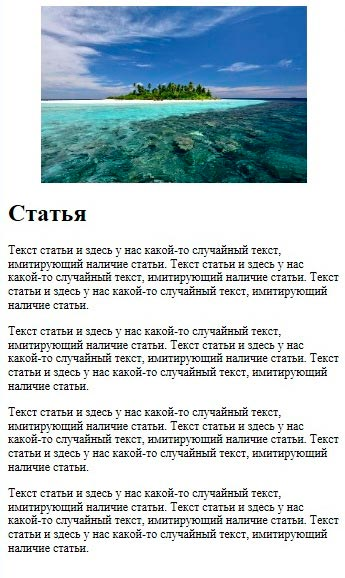 Статья
Текст статьи и здесь у нас какой-то случайный текст,
имитирующий наличие статьи. Текст статьи и здесь у нас
какой-то случайный текст, имитирующий наличие статьи. Текст
статьи и здесь у нас какой-то случайный текст, имитирующий
наличие статьи.
Текст статьи и здесь у нас какой-то случайный текст,
имитирующий наличие статьи. Текст статьи и здесь у нас
какой-то случайный текст, имитирующий наличие статьи. Текст
статьи и здесь у нас какой-то случайный текст, имитирующий
наличие статьи.
Текст статьи и здесь у нас какой-то случайный текст,
имитирующий наличие статьи. Текст статьи и здесь у нас
какой-то случайный текст, имитирующий наличие статьи. Текст
статьи и здесь у нас какой-то случайный текст, имитирующий
наличие статьи.
Текст статьи и здесь у нас какой-то случайный текст,
имитирующий наличие статьи. Текст статьи и здесь у нас
какой-то случайный текст, имитирующий наличие статьи. Текст
статьи и здесь у нас какой-то случайный текст, имитирующий
наличие статьи.